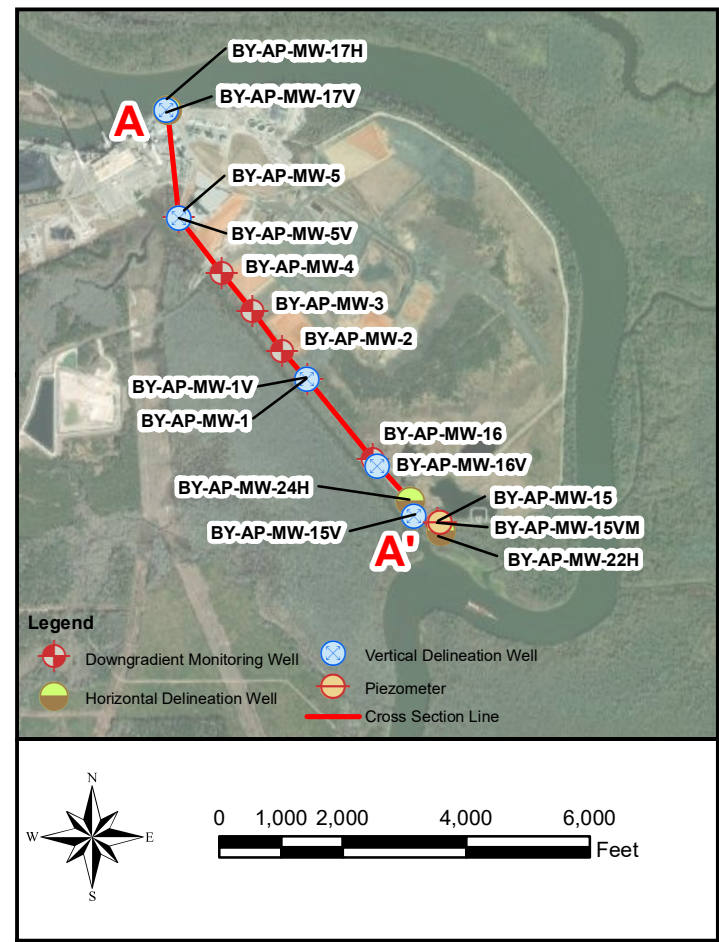 BY-AP-MW-17H
BY-AP-MW-17V
A
BY-AP-MW-5
BY-AP-MW-5V
BY-AP-MW-4
BY-AP-MW-3
BY-AP-MW-2
BY-AP-MW-1V
BY-AP-MW-1
BY-AP-MW-16
BY-AP-MW-16V
BY-AP-MW-24H
BY-AP-MW-15
BY-AP-MW-15V
BY-AP-MW-15VM
A'
BY-AP-MW-22H
Legend
Downgradient Monitoring Well
Vertical Delineation Well
Horizontal Delineation Well
Piezometer
Cross Section Line
N
W E
S
0 1,000 2,000 4,000 6,000
Feet